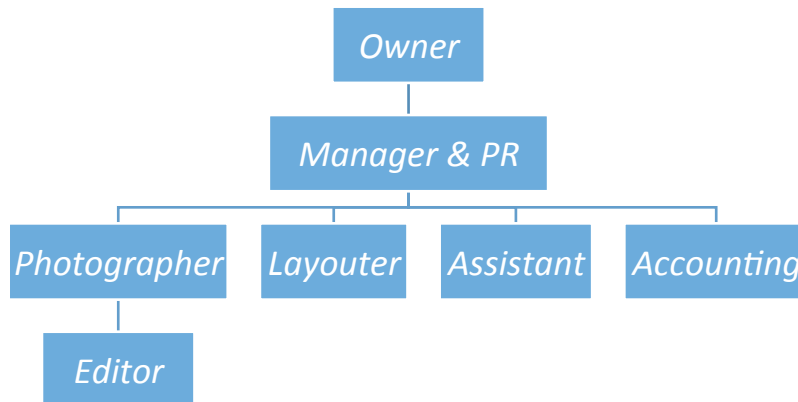 Owner
Manager & PR
Photographer
Layouter
Assistant
Accounting
Editor